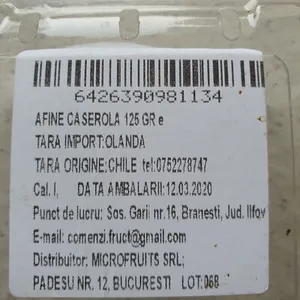 6426390981134
AFINE CASEROLA 125 GR e
TARA IMPORT:OLANDA
TARA ORIGINE:CHILE tel:0752278747
Cal. I, DATA AMBALARII:12.03.2020
Punct de lucru; Sos. Garii nr.16, Branesti, Jud. Ilfov
E-mail: comenzi.fruct@gmail.com
Distribuitor: MICROFRUITS SRL;
PADESU NR. 12, BUCURESTI LOT:068